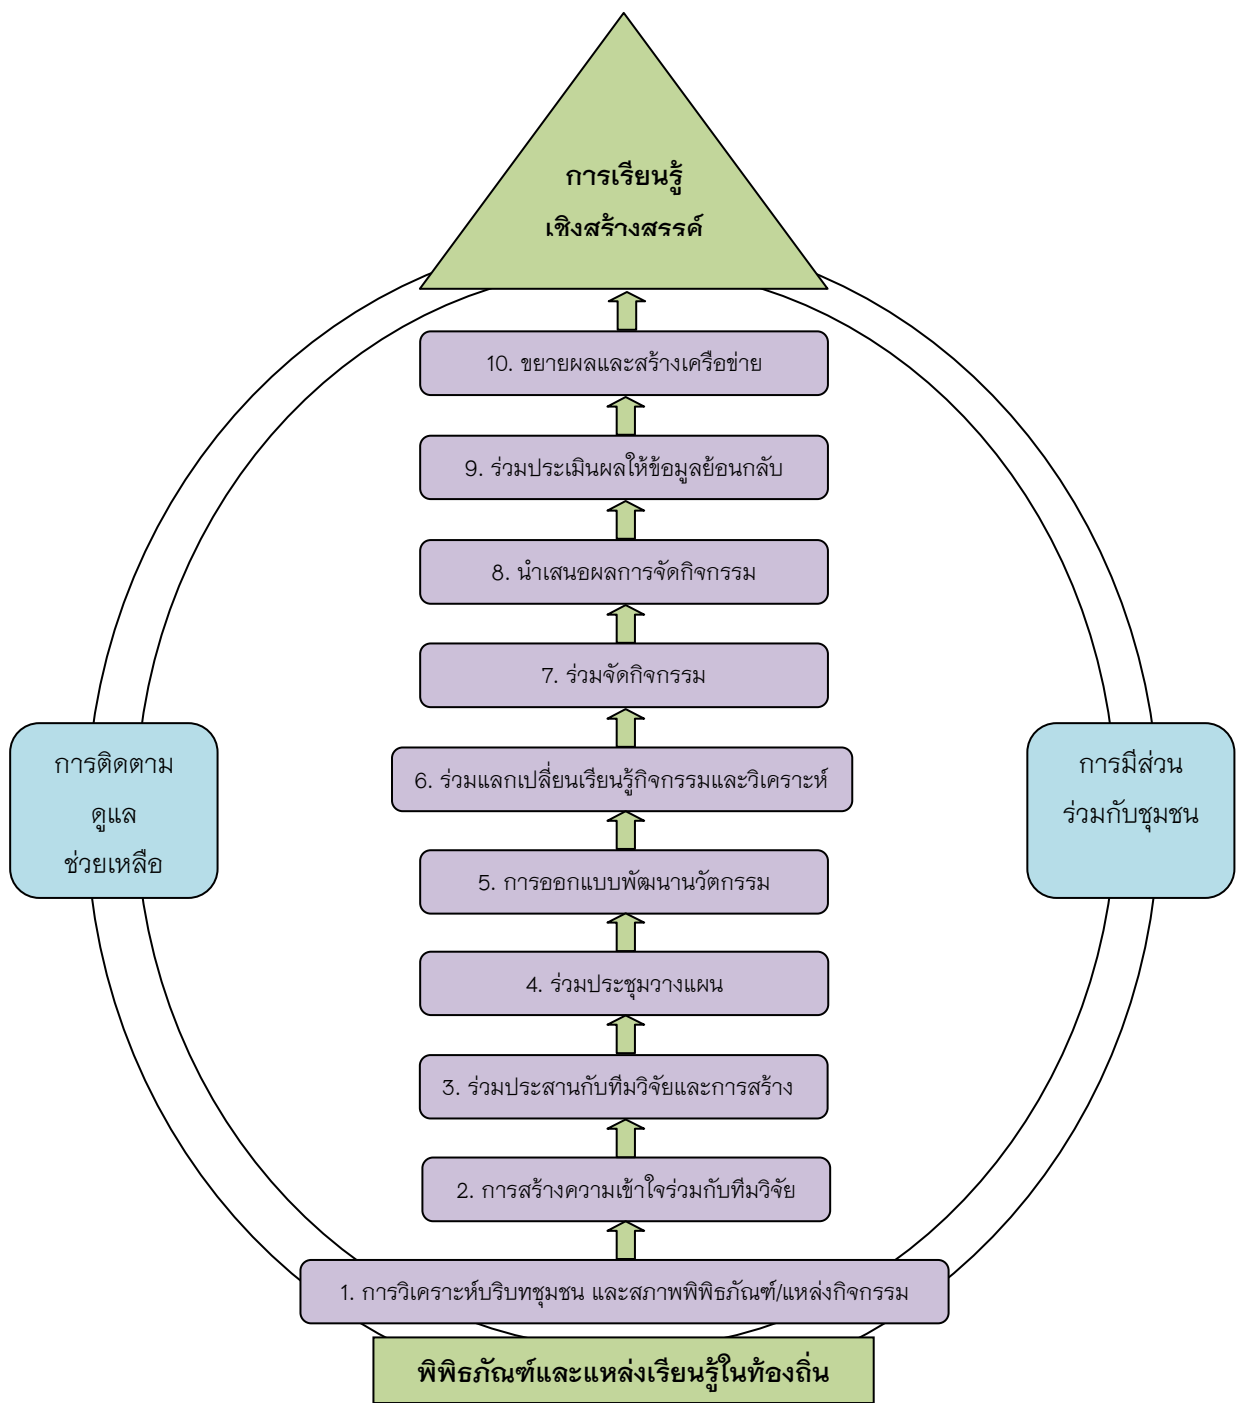 การเรียนรู้
เชิงสร้างสรรค์
10. ขยายผลและสร้างเครือข่าย
9. ร่วมประเมินผลให้ข้อมูลย้อนกลับ
8. นำเสนอผลการจัดกิจกรรม
7. ร่วมจัดกิจกรรม
การติดตาม
ดูแล
ช่วยเหลือ
6. ร่วมแลกเปลี่ยนเรียนรู้กิจกรรมและวิเคราะห์
การมีส่วน
ร่วมกับชุมชน
5. การออกแบบพัฒนานวัตกรรม
4. ร่วมประชุมวางแผน
3. ร่วมประสานกับทีมวิจัยและการสร้าง
2. การสร้างความเข้าใจร่วมกับทีมวิจัย
1. การวิเคราะห์บริบทชุมชน และสภาพพิพิธภัณฑ์/แหล่งกิจกรรม
พิพิธภัณฑ์และแหล่งเรียนรู้ในท้องถิ่น